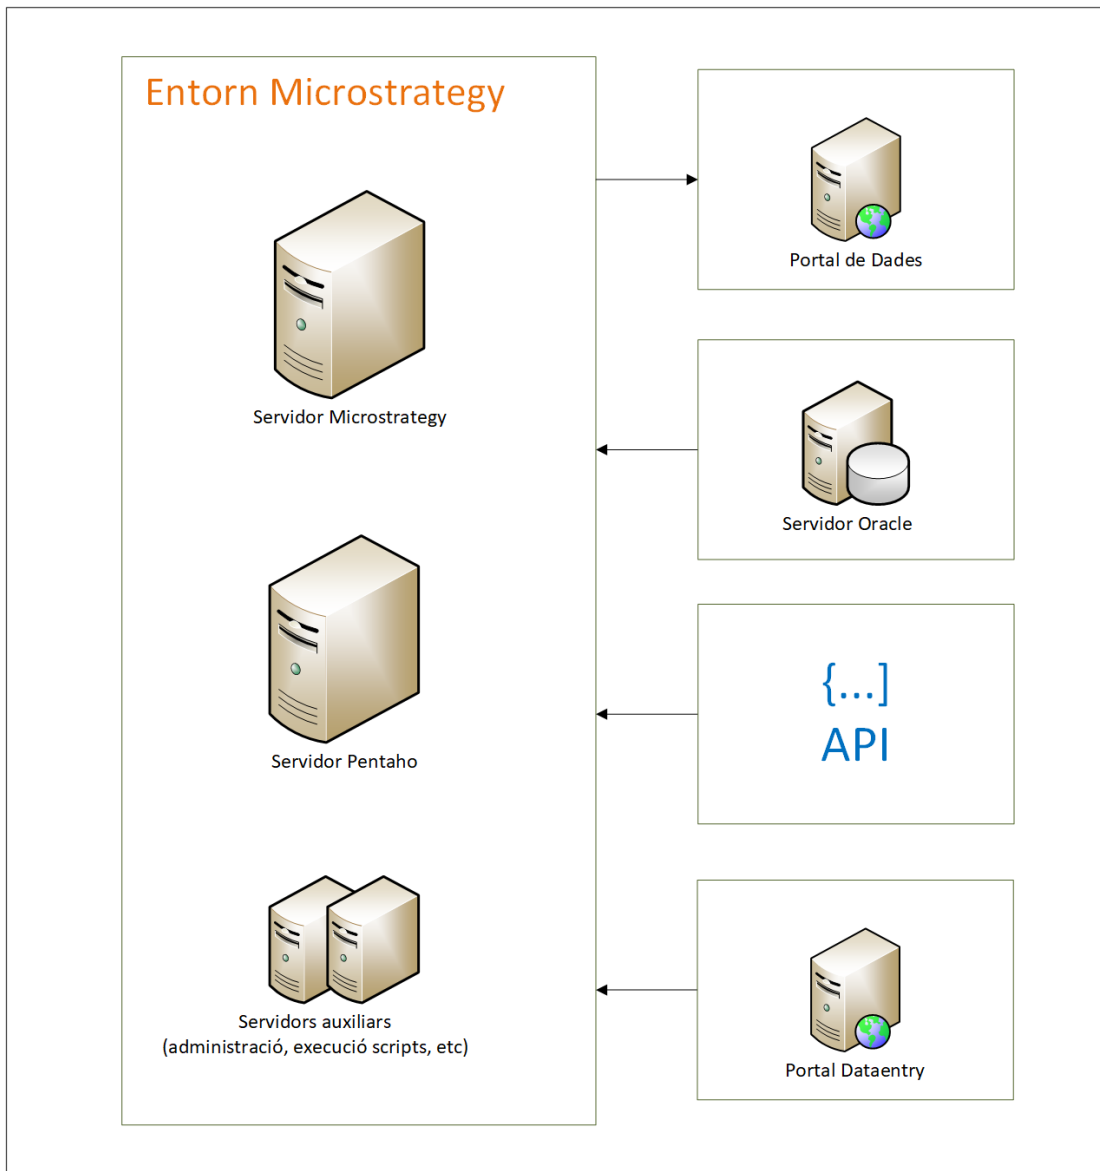 Entorn Microstrategy
Servidor Microstrategy
Servidor Pentaho
Servidors auxiliars
(administració, execució scripts, etc)
Portal de Dades
Servidor Oracle
{...]
API
Portal Dataentry